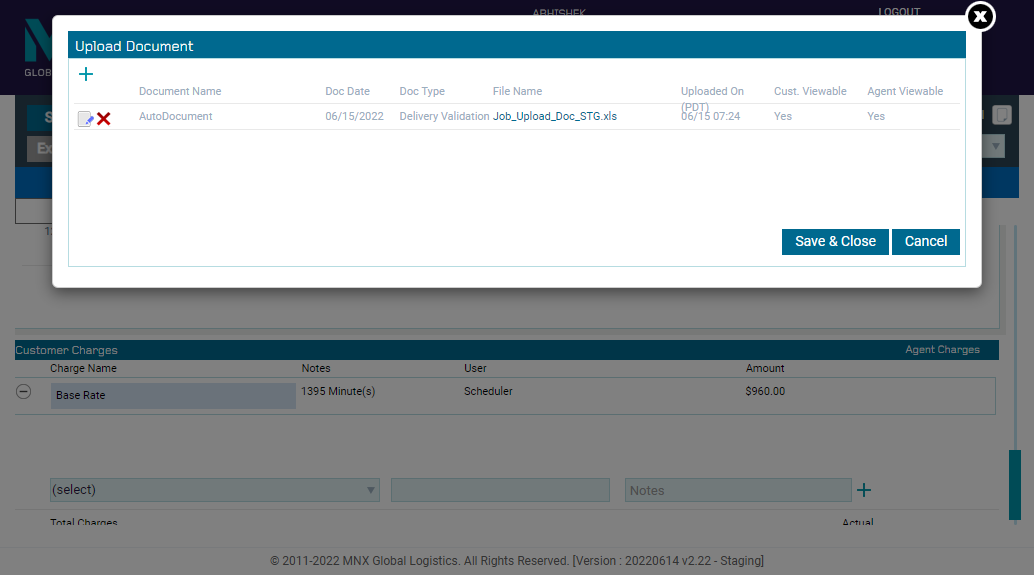 ABHISHEK
LOGOUT
GLOB
Upload Document
Document Name Doc Date Doc Type File Name Uploaded On (PDT) Cust. Viewable Agent Viewable
AutoDocument 06/15/2022 Delivery Validation Job_Upload_Doc_STG.xls 06/15 07:24 Yes Yes
S
Ex
Save & Close Cancel
Customer Charges Agent Charges
Charge Name Notes User Amount
Base Rate 1395 Minute(s) Scheduler $960.00
(select) Notes
Total Charges Actual
© 2011-2022 MNX Global Logistics. All Rights Reserved. [Version : 20220614 v2.22 - Staging]